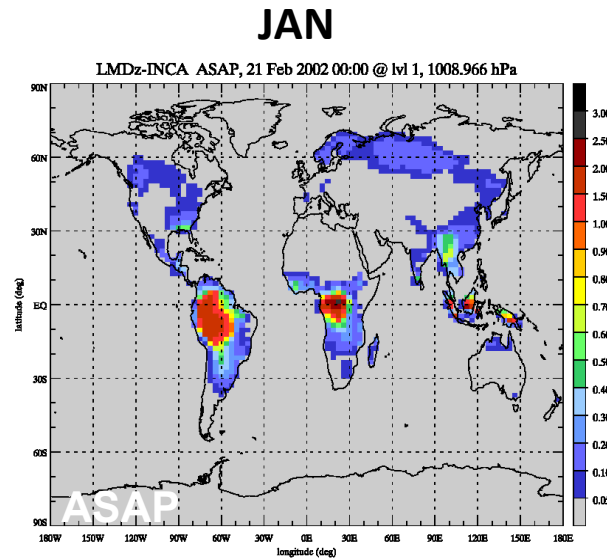 JAN
LMDz-INCA ASAP, 21 Feb 2002 00:00 @ lvl 1, 1008.966 hPa
90N
60N
30N
EQ
30S
60S
90S
latitude (deg)
180W 150W 120W 90W 60W 30W 0E 30E 60E 90E 120E 150E 180E
longitude (deg)
ASAP
3.00
2.50
2.00
1.50
1.00
0.90
0.80
0.70
0.60
0.50
0.40
0.30
0.20
0.10